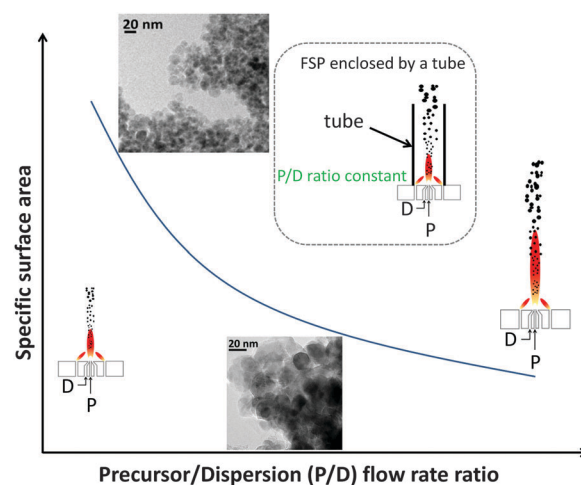 20 nm
FSP enclosed by a tube
tube
P/D ratio constant
D
P
Specific surface area
20 nm
D
P
D
P
Precursor/Dispersion (P/D) flow rate ratio